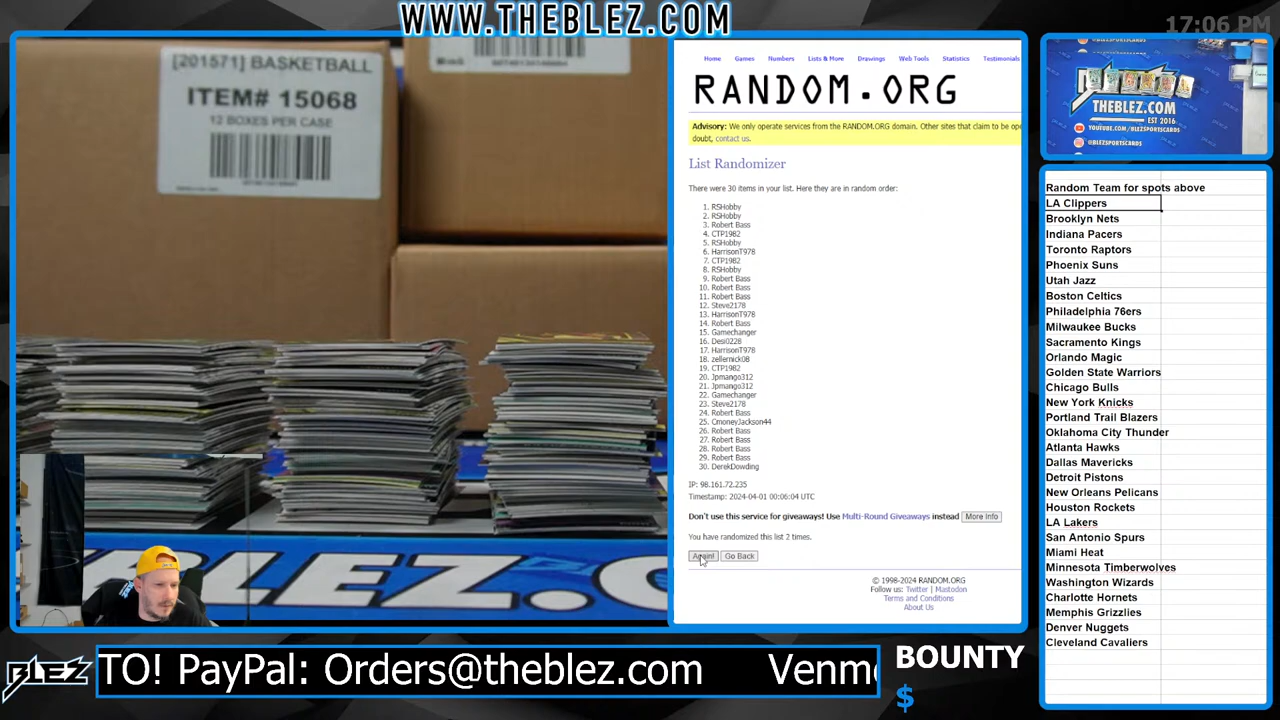 WWW.THEBLEZ.COM
17:06 PM
[201571] BASKETBALL
ITEM# 15068
12 BOXES PER CASE
Home Games Numbers Lists & More Drawings Web Tools Statistics Testimonials
RANDOM.ORG
Advisory: We only operate services from the RANDOM.ORG domain. Other sites that claim to be ope
doubt, contact us.
List Randomizer
There were 30 items in your list. Here they are in random order:
1. RSHobby
2. RSHobby
3. Robert Bass
4. CTP1982
5. RSHobby
6. HarrisonT978
7. CTP1982
8. RSHobby
9. Robert Bass
10. Robert Bass
11. Robert Bass
12. Steve2178
13. HarrisonT978
14. Robert Bass
15. Gamechanger
16. Desi0228
17. HarrisonT978
18. zellernick08
19. CTP1982
20. Jpmango312
21. Jpmango312
22. Gamechanger
23. Steve2178
24. Robert Bass
25. CmoneyJackson44
26. Robert Bass
27. Robert Bass
28. Robert Bass
29. Robert Bass
30. DerekDowding
IP: 98.161.72.235
Timestamp: 2024-04-01 00:06:04 UTC
Don't use this service for giveaways! Use Multi-Round Giveaways instead More Info
You have randomized this list 2 times.
Again! Go Back
© 1998-2024 RANDOM.ORG
Follow us: Twitter | Mastodon
Terms and Conditions
About Us
THEBLEZ.COM
EST 2016
YOUTUBE.COM/BLEZSPORTSCARDS
@BLEZSPORTSCARDS
Random Team for spots above
LA Clippers
Brooklyn Nets
Indiana Pacers
Toronto Raptors
Phoenix Suns
Utah Jazz
Boston Celtics
Philadelphia 76ers
Milwaukee Bucks
Sacramento Kings
Orlando Magic
Golden State Warriors
Chicago Bulls
New York Knicks
Portland Trail Blazers
Oklahoma City Thunder
Atlanta Hawks
Dallas Mavericks
Detroit Pistons
New Orleans Pelicans
Houston Rockets
LA Lakers
San Antonio Spurs
Miami Heat
Minnesota Timberwolves
Washington Wizards
Charlotte Hornets
Memphis Grizzlies
Denver Nuggets
Cleveland Cavaliers
BLEZ.COM
BLEZ
TO! PayPal: Orders@theblez.com Venm
BOUNTY
$